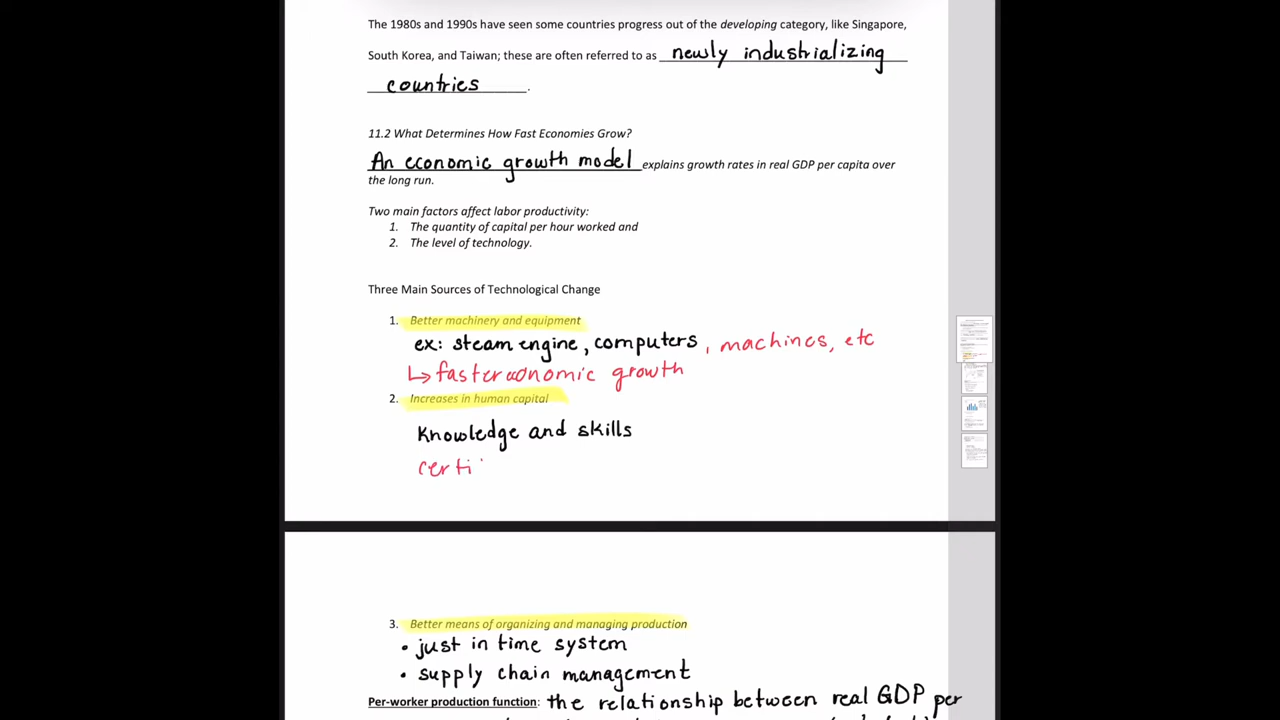 The 1980s and 1990s have seen some countries progress out of the developing category, like Singapore,
South Korea, and Taiwan; these are often referred to as newly industrializing
countries.
11.2 What Determines How Fast Economies Grow?
An economic growth model explains growth rates in real GDP per capita over
the long run.
Two main factors affect labor productivity:
1. The quantity of capital per hour worked and
2. The level of technology.
Three Main Sources of Technological Change
1. Better machinery and equipment
ex: steam engine, computers, machines, etc
↳ faster economic growth
2. Increases in human capital
Knowledge and skills
certi
3. Better means of organizing and managing production
• just in time system
• supply chain management
Per-worker production function: the relationship between real GDP per